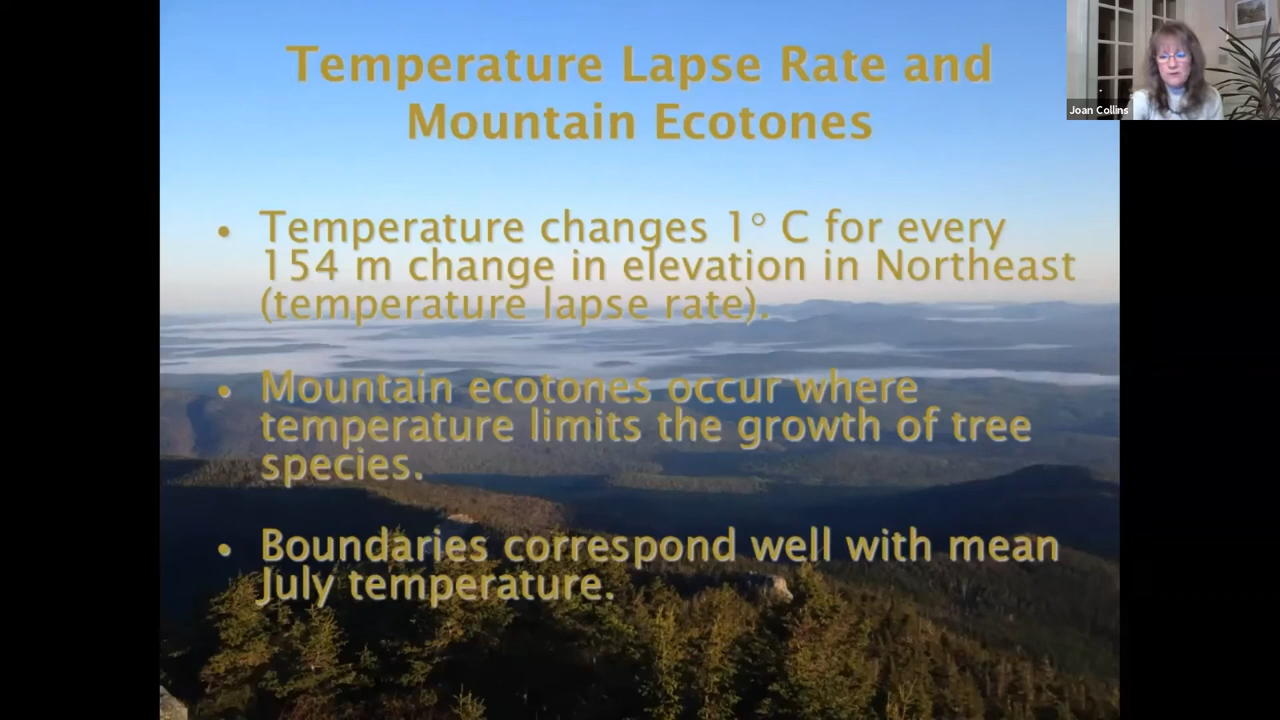 Temperature Lapse Rate and
Mountain Ecotones
• Temperature changes 1° C for every
154 m change in elevation in Northeast
(temperature lapse rate).
• Mountain ecotones occur where
temperature limits the growth of tree
species.
• Boundaries correspond well with mean
July temperature.
Joan Collins